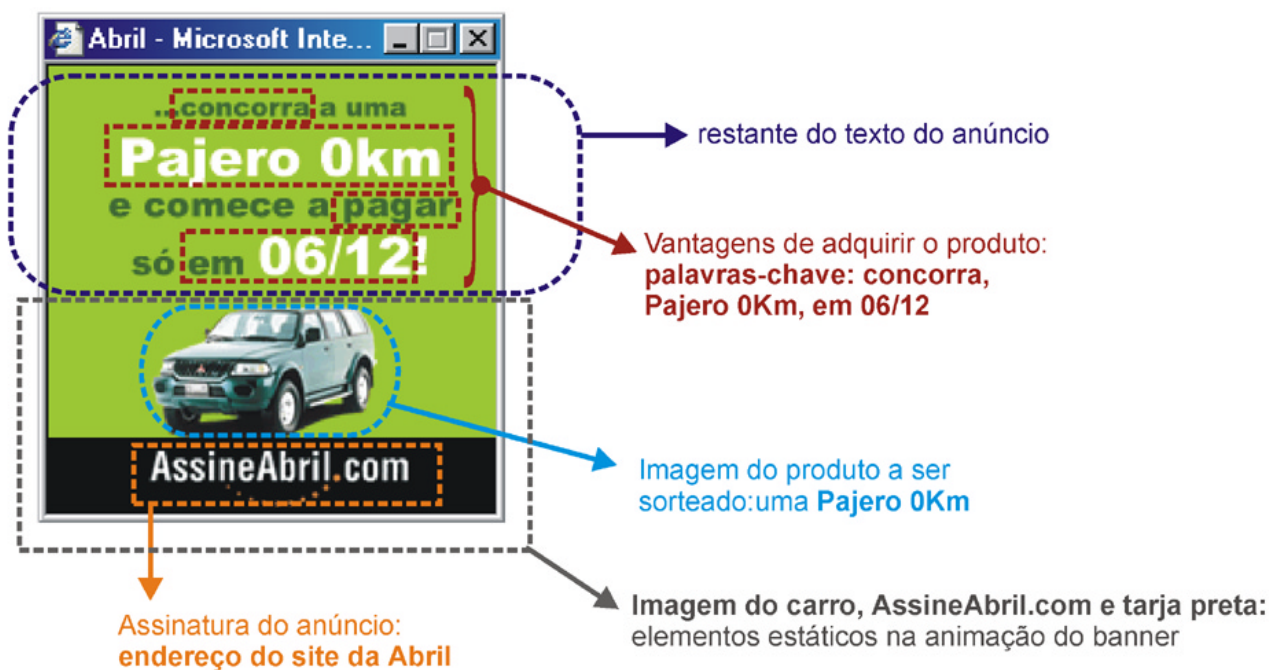 Abril - Microsoft Inte...
...concorra a uma
Pajero 0km
e comece a pagar
só em 06/12!
AssineAbril.com
restante do texto do anúncio
Vantagens de adquirir o produto:
palavras-chave: concorra,
Pajero 0Km, em 06/12
Imagem do produto a ser
sorteado:uma Pajero 0Km
Imagem do carro, AssineAbril.com e tarja preta:
elementos estáticos na animação do banner
Assinatura do anúncio:
endereço do site da Abril